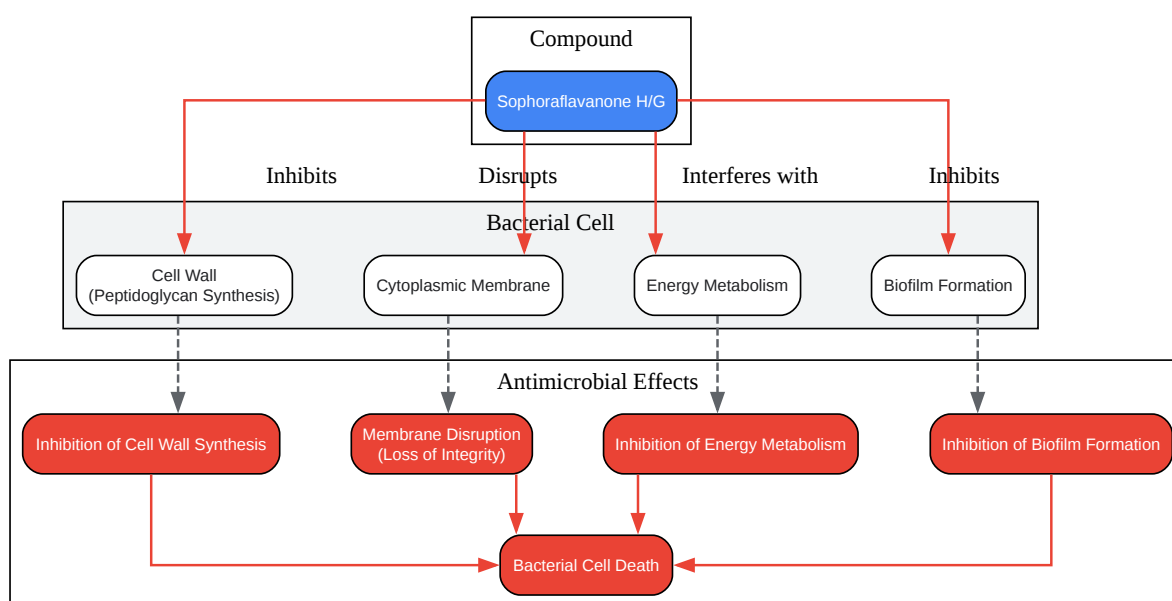 Compound
Sophoraflavanone H/G
Inhibits
Disrupts
Interferes with
Inhibits
Bacterial Cell
Cell Wall
(Peptidoglycan Synthesis)
Cytoplasmic Membrane
Energy Metabolism
Biofilm Formation
Antimicrobial Effects
Inhibition of Cell Wall Synthesis
Membrane Disruption
(Loss of Integrity)
Inhibition of Energy Metabolism
Inhibition of Biofilm Formation
Bacterial Cell Death